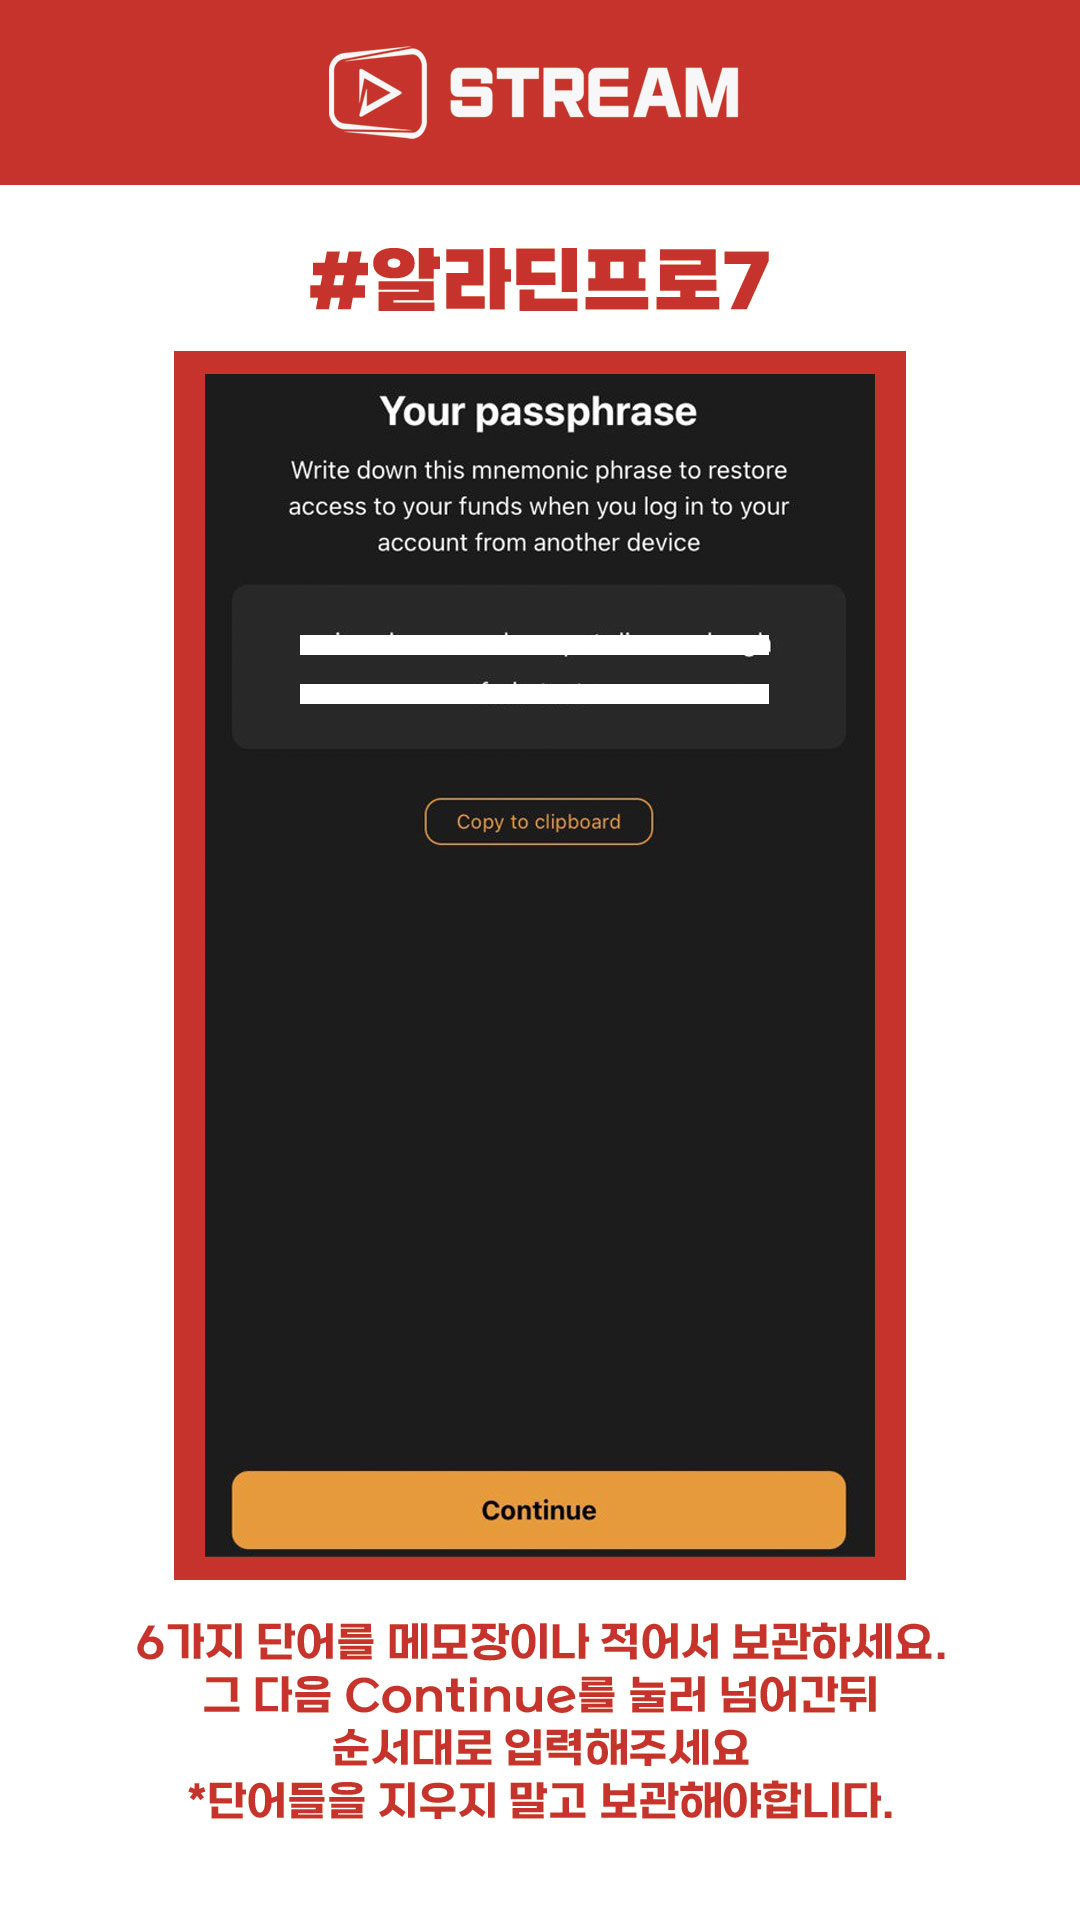 STREAM
#알라딘프로7
Your passphrase
Write down this mnemonic phrase to restore
access to your funds when you log in to your
account from another device
Copy to clipboard
Continue
6가지 단어를 메모장이나 적어서 보관하세요.
그 다음 Continue를 눌러 넘어간뒤
순서대로 입력해주세요
*단어들을 지우지 말고 보관해야합니다.